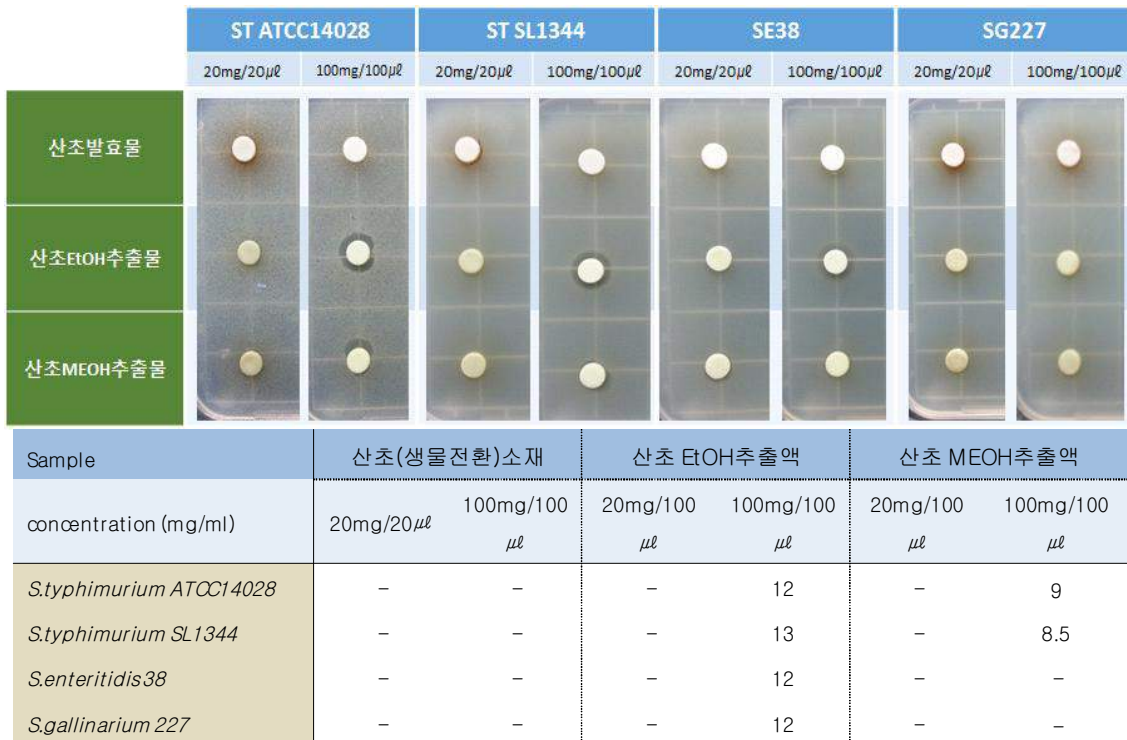 ST ATCC14028 ST SL1344 SE38 SG227
20mg/20㎕ 100mg/100㎕ 20mg/20㎕ 100mg/100㎕ 20mg/20㎕ 100mg/100㎕ 20mg/20㎕ 100mg/100㎕
산초발효물
산초EtOH추출물
산초MEOH추출물
Sample 산초(생물전환)소재 산초 EtOH추출액 산초 MEOH추출액
concentration (mg/ml) 20mg/20㎕ 100mg/100 20mg/100 100mg/100 20mg/100 100mg/100
㎕ ㎕ ㎕ ㎕ ㎕
S.typhimurium ATCC14028 – – – 12 – 9
S.typhimurium SL1344 – – – 13 – 8.5
S.enteritidis38 – – – 12 – –
S.gallinarium 227 – – – 12 – –